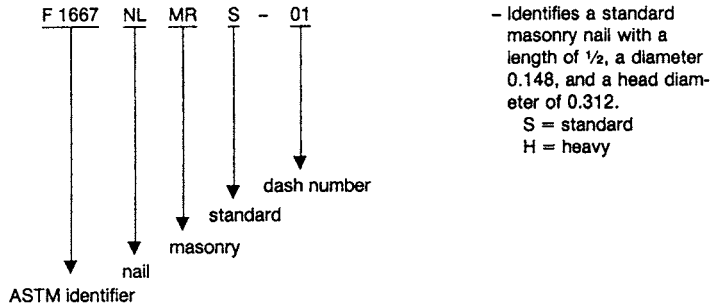 F 1667 NL MR S - 01
– Identifies a standard
masonry nail with a
length of ½, a diameter
0.148, and a head diam-
eter of 0.312.
S = standard
H = heavy
dash number
standard
masonry
nail
ASTM identifier